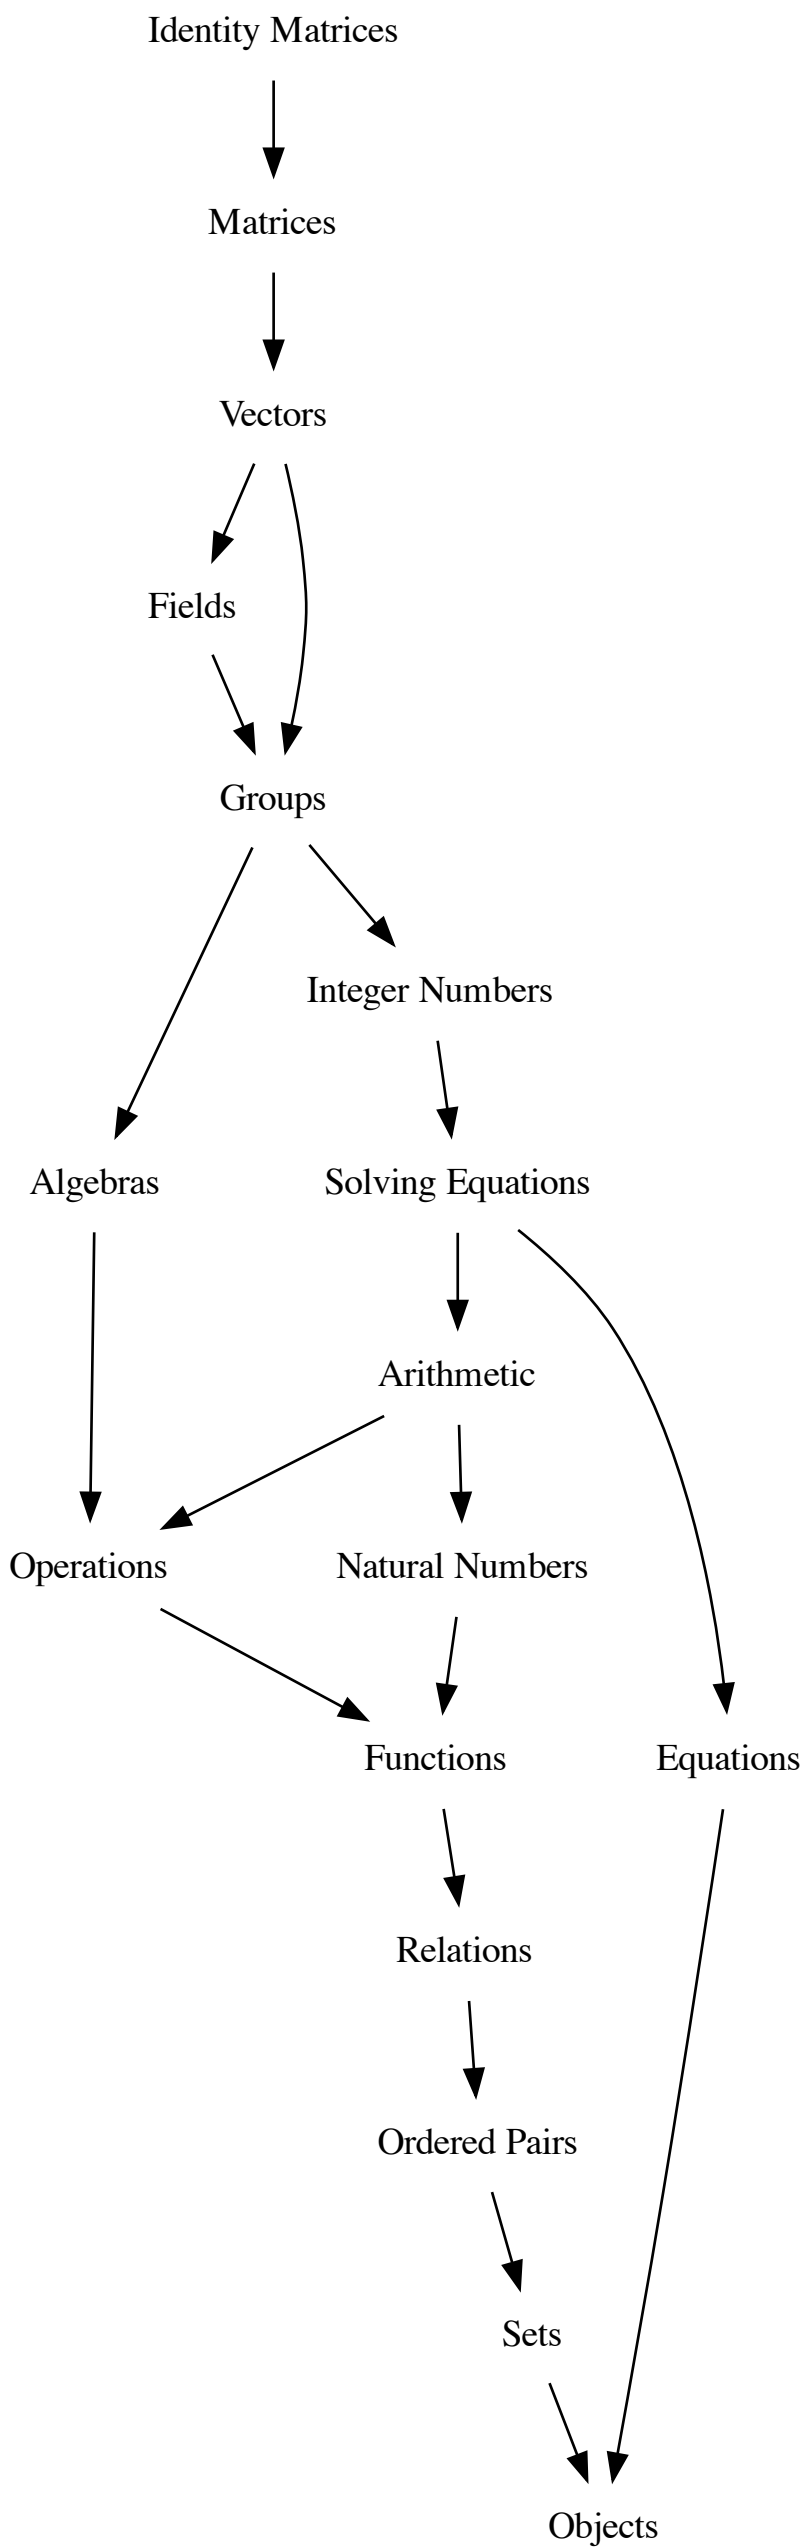 Identity Matrices
Matrices
Vectors
Fields
Groups
Integer Numbers
Algebras
Solving Equations
Arithmetic
Operations
Natural Numbers
Functions
Equations
Relations
Ordered Pairs
Sets
Objects